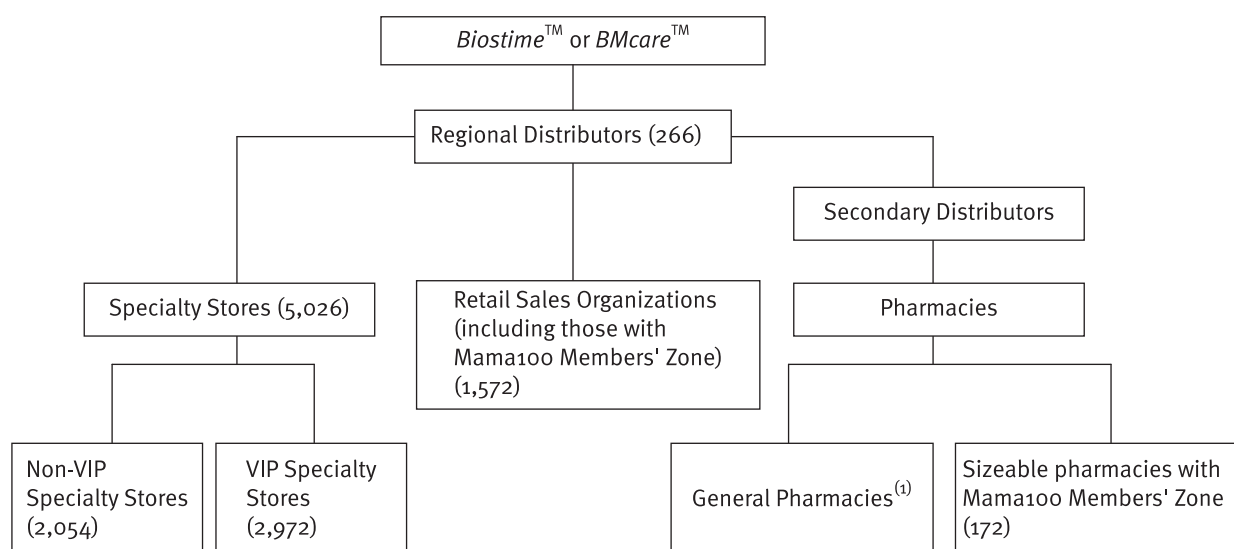 Biostime™ or BMcare™
Regional Distributors (266)
Secondary Distributors
Specialty Stores (5,026)
Retail Sales Organizations
(including those with
Mama100 Members' Zone)
(1,572)
Pharmacies
Non-VIP
Specialty Stores
(2,054)
VIP Specialty
Stores
(2,972)
General Pharmacies(1)
Sizeable pharmacies with
Mama100 Members' Zone
(172)